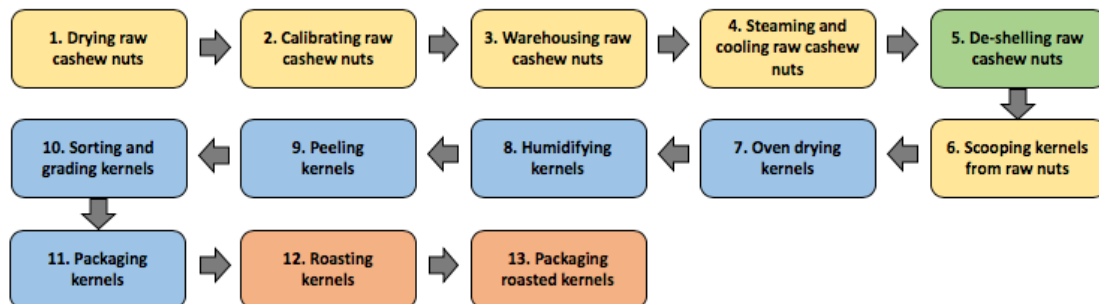 1. Drying raw
cashew nuts
2. Calibrating raw
cashew nuts
3. Warehousing raw
cashew nuts
4. Steaming and
cooling raw cashew
nuts
5. De-shelling raw
cashew nuts
6. Scooping kernels
from raw nuts
7. Oven drying
kernels
8. Humidifying
kernels
9. Peeling
kernels
10. Sorting and
grading kernels
11. Packaging
kernels
12. Roasting
kernels
13. Packaging
roasted kernels